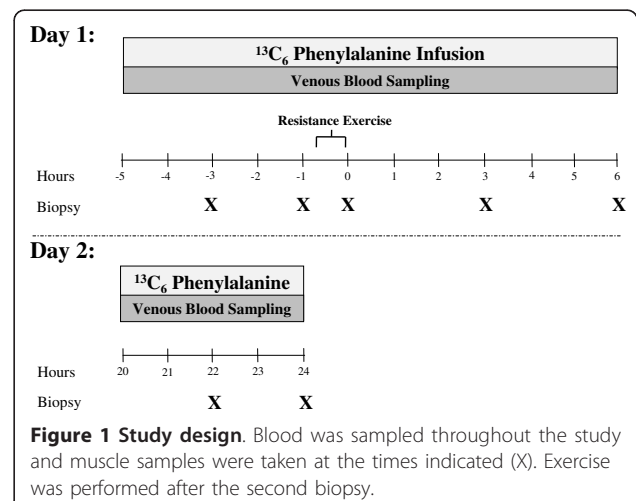 Day 1:
¹³C₆ Phenylalanine Infusion
Venous Blood Sampling
Resistance Exercise
Hours -5 -4 -3 -2 -1 0 1 2 3 4 5 6
Biopsy X X X X X
Day 2:
¹³C₆ Phenylalanine
Venous Blood Sampling
Hours 20 21 22 23 24
Biopsy X X
Figure 1 Study design. Blood was sampled throughout the study
and muscle samples were taken at the times indicated (X). Exercise
was performed after the second biopsy.